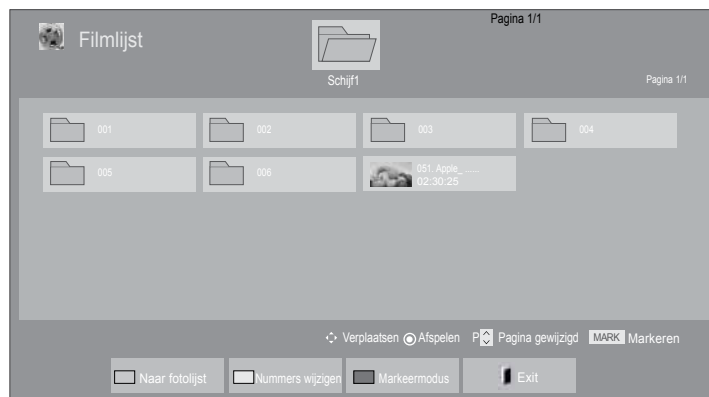 Pagina 1/1
Filmlijst
Schijf1
Pagina 1/1
001 002 003 004
005 006 051. Apple_ ......
02:30:25
Verplaatsen Afspelen P Pagina gewijzigd MARK Markeren
Naar fotolijst Nummers wijzigen Markeermodus Exit